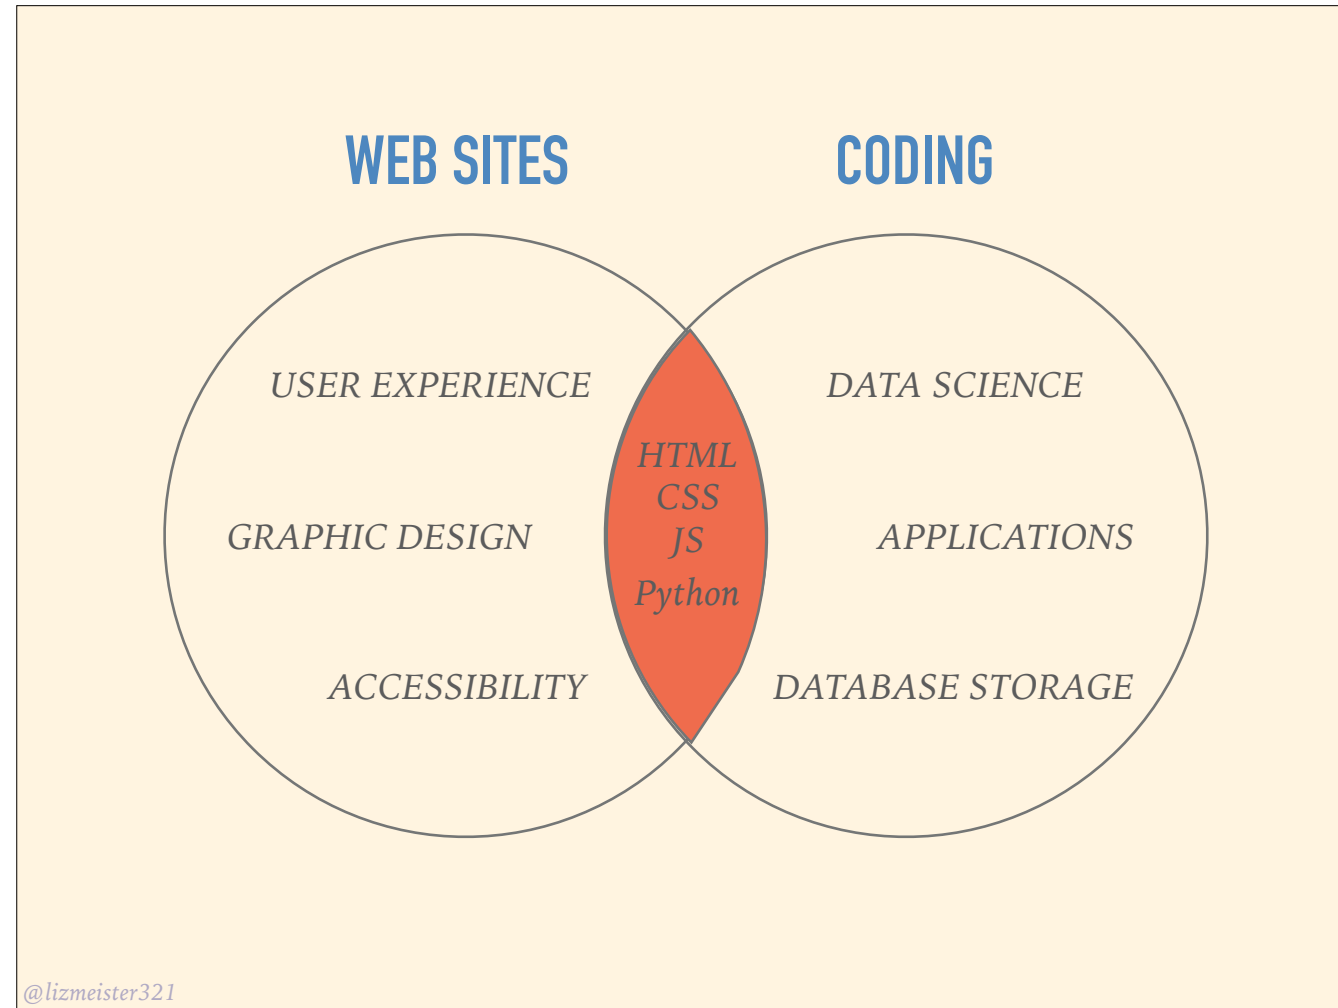 WEB SITES
CODING
USER EXPERIENCE
GRAPHIC DESIGN
ACCESSIBILITY
HTML
CSS
JS
Python
DATA SCIENCE
APPLICATIONS
DATABASE STORAGE
@lizmeister321